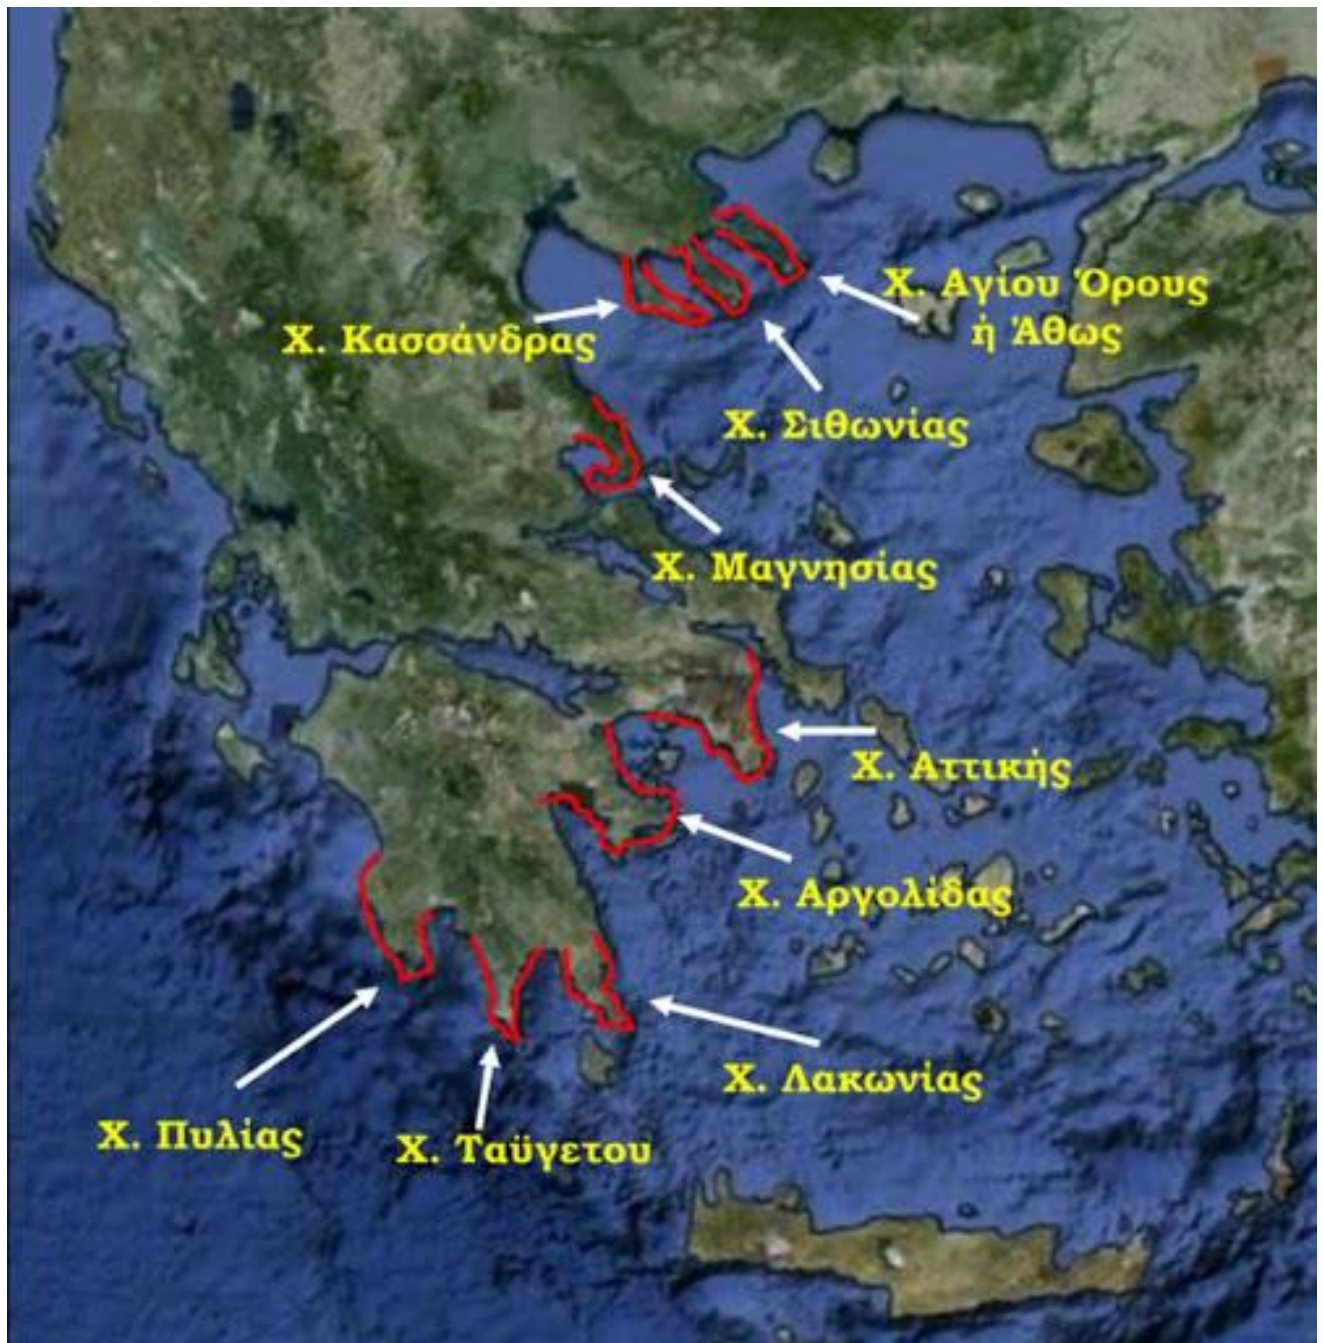 Χ. Αγίου Όρους
ή Άθως
Χ. Κασσάνδρας
Χ. Σιθωνίας
Χ. Μαγνησίας
Χ. Αττικής
Χ. Αργολίδας
Χ. Λακωνίας
Χ. Πυλίας
Χ. Ταΰγετου